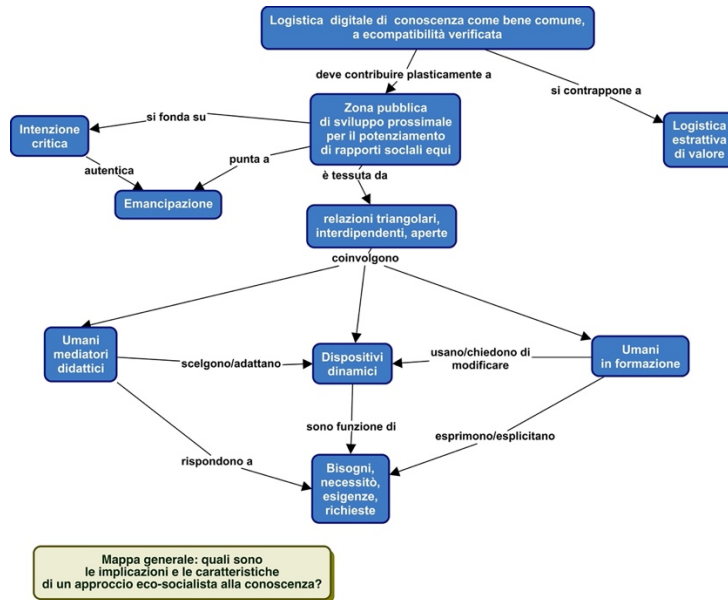 Logistica digitale di conoscenza come bene comune,
a ecompatibilità verificata
deve contribuire plasticamente a
si contrappone a
Zona pubblica
di sviluppo prossimale
per il potenziamento
di rapporti sociali equi
Intenzione
critica
si fonda su
Logistica
estrattiva
di valore
autentica
punta a
Emancipazione
è tessuta da
relazioni triangolari,
interdipendenti, aperte
coinvolgono
Umani
mediatori
didattici
scelgono/adattano
Dispositivi
dinamici
usano/chiedono di
modificare
Umani
in formazione
sono funzione di
esprimono/esplicitano
rispondono a
Bisogni,
necessitò,
esigenze,
richieste
Mappa generale: quali sono
le implicazioni e le caratteristiche
di un approccio eco-socialista alla conoscenza?